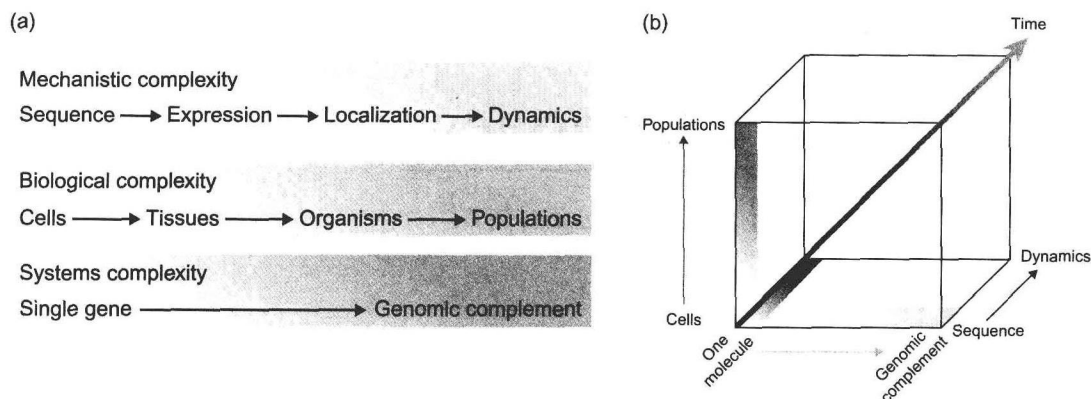 (a)
Mechanistic complexity
Sequence Expression Localization Dynamics
Biological complexity
Cells Tissues Organisms Populations
Systems complexity
Single gene Genomic complement
(b)
Time
Populations
Dynamics
Cells
Sequence
One
molecule
Genomic
complement